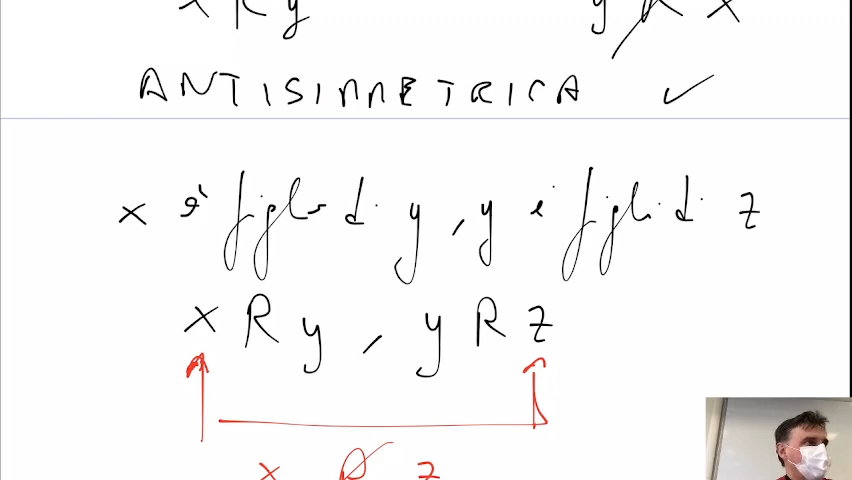 x R y y R̸ x
ANTISIMMETRICA ✓
x è figlio di y, y è figlio di z
x R y, y R z
x R̸ z